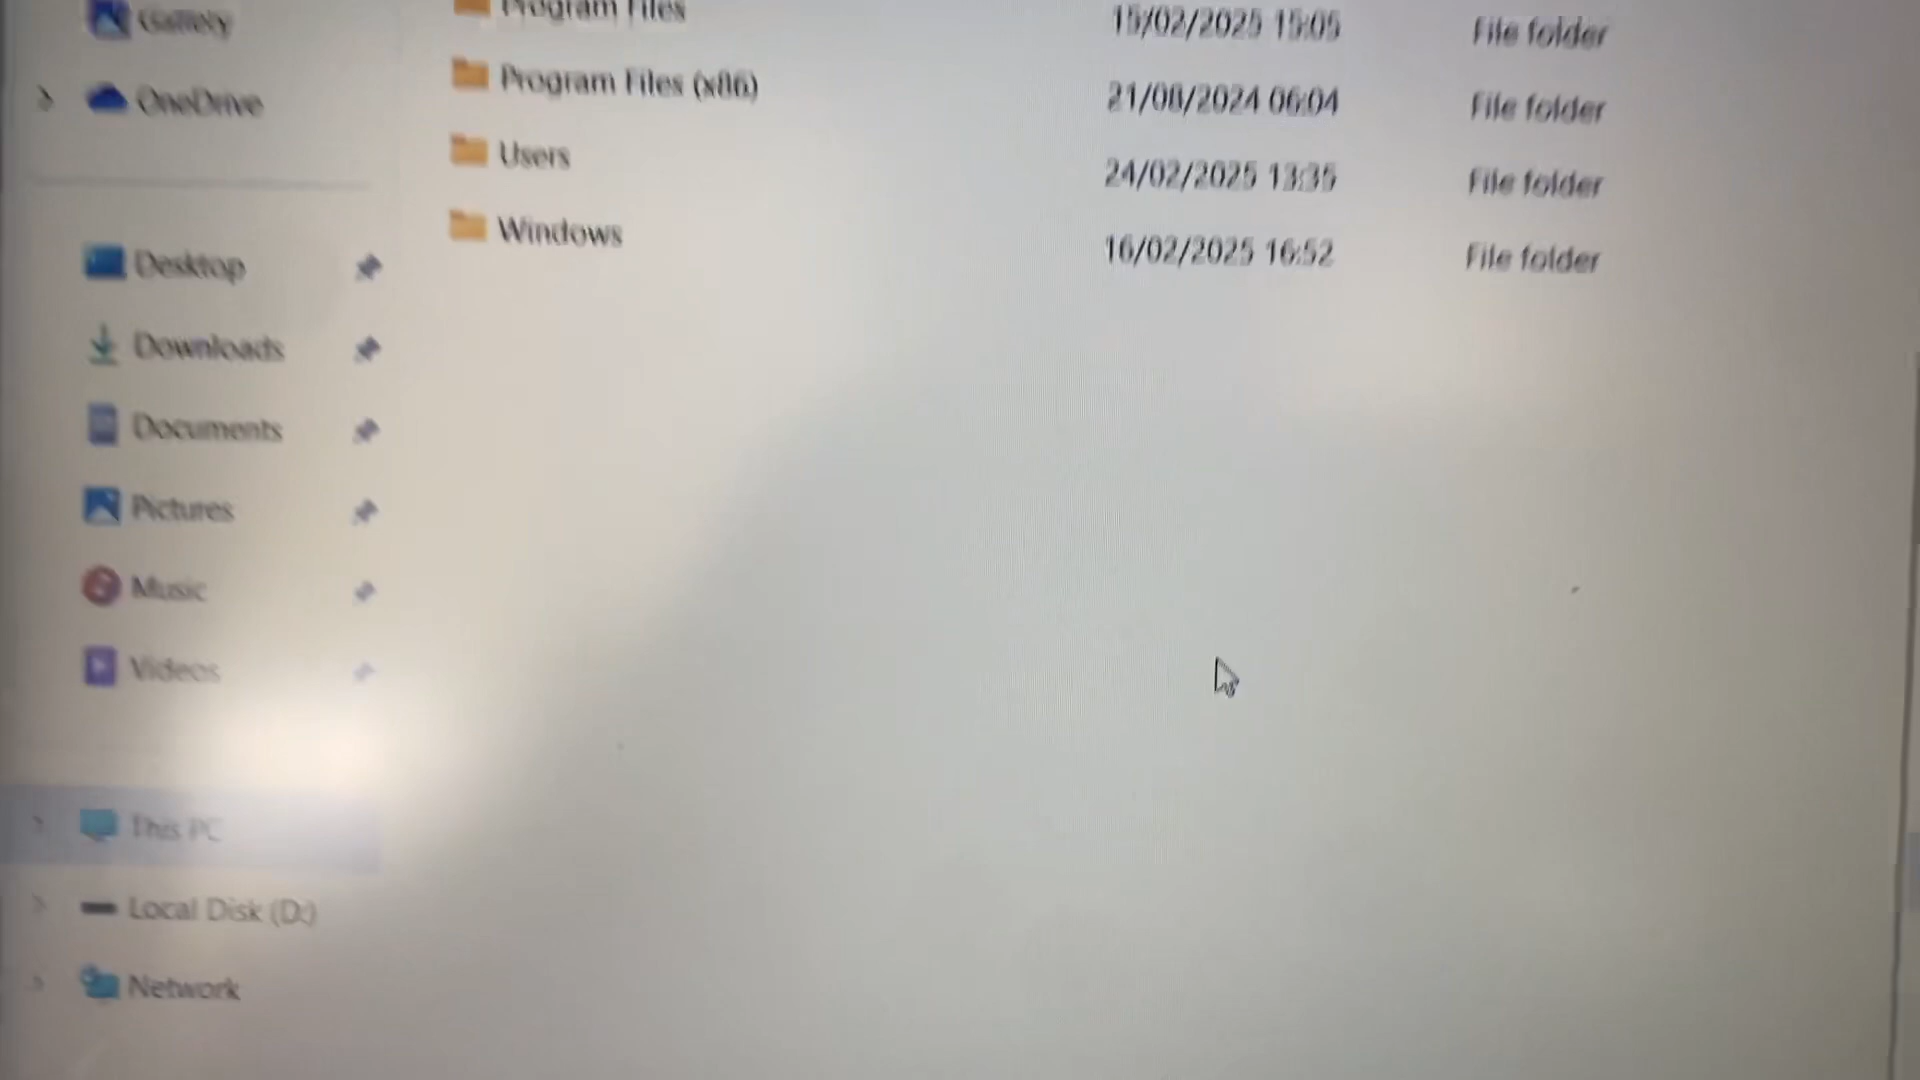 Gallery
OneDrive
Desktop
Downloads
Documents
Pictures
Music
Videos
This PC
Local Disk (D:)
Network
Program Files 15/02/2025 15:05 File folder
Program Files (x86) 21/08/2024 06:04 File folder
Users 24/02/2025 13:35 File folder
Windows 16/02/2025 16:52 File folder